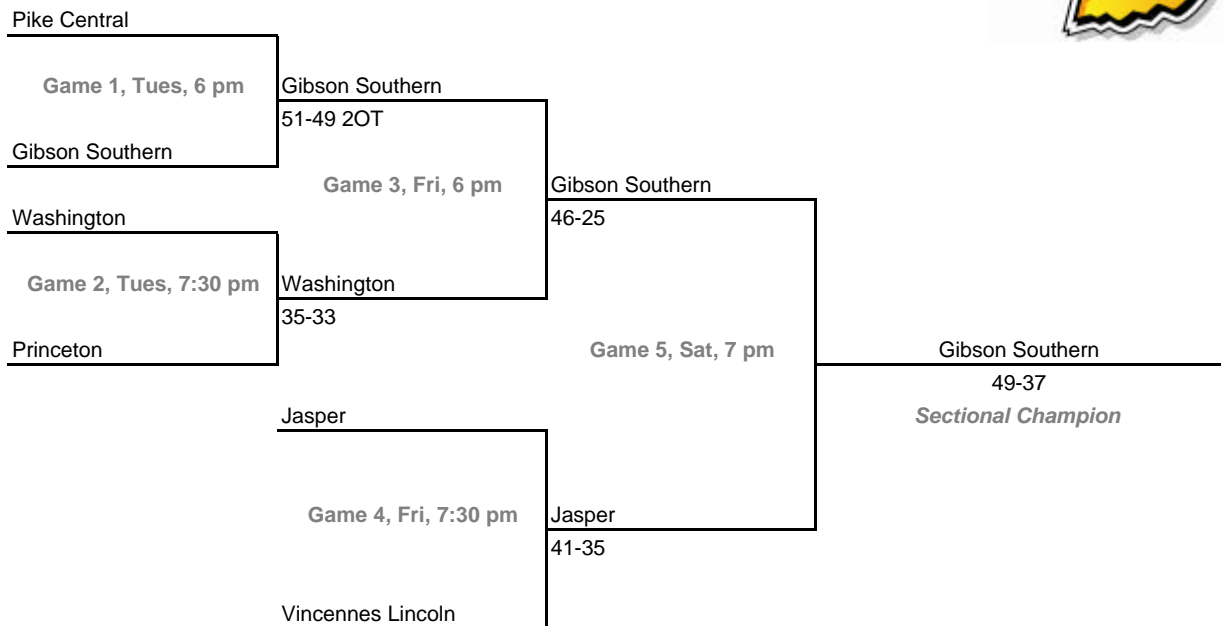 Pike Central
Game 1, Tues, 6 pm
Gibson Southern
51-49 2OT
Gibson Southern
Game 3, Fri, 6 pm
Gibson Southern
46-25
Washington
Game 2, Tues, 7:30 pm
Washington
35-33
Princeton
Game 5, Sat, 7 pm
Gibson Southern
49-37
Sectional Champion
Jasper
Game 4, Fri, 7:30 pm
Jasper
41-35
Vincennes Lincoln